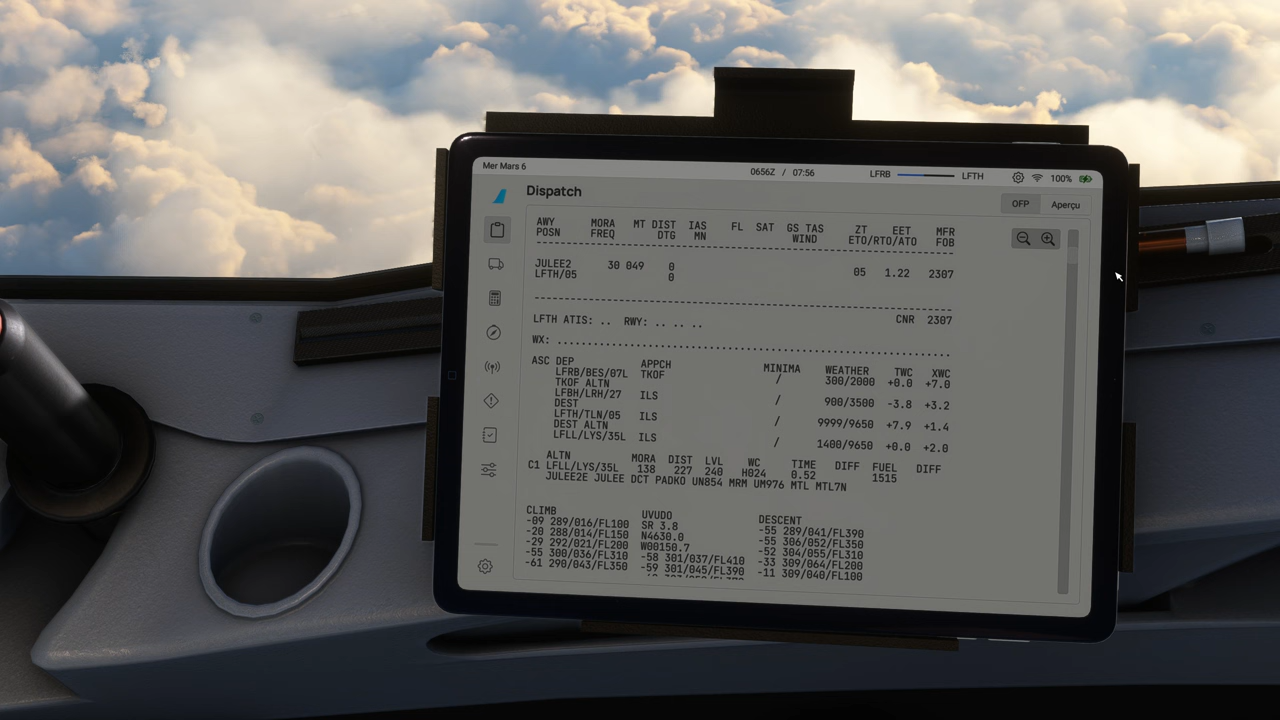 Mer Mars 6
0656Z / 07:56
LFRB LFTH
100%
Dispatch
OFP Aperçu
AWY MORA MT DIST IAS FL SAT GS TAS ZT EET MFR
POSN FREQ DTG MN WIND ETO/RTO/ATO FOB
JULEE2 30 049 0
LFTH/05 0 05 1.22 2307
LFTH ATIS: .. RWY: .. .. .. CNR 2307
WX: ......................................................
ASC DEP APPCH MINIMA WEATHER TWC XWC
LFRB/BES/07L TKOF / 300/2000 +0.0 +7.0
TKOF ALTN
LFBH/LRH/27 ILS / 900/3500 -3.8 +3.2
DEST
LFTH/TLN/05 ILS / 9999/9650 +7.9 +1.4
DEST ALTN
LFLL/LYS/35L ILS / 1400/9650 +0.0 +2.0
ALTN MORA DIST LVL WC TIME DIFF FUEL DIFF
C1 LFLL/LYS/35L 138 227 240 H024 0.52 1515
JULEE2E JULEE DCT PADKO UN854 MRM UM976 MTL MTL7N
CLIMB UVUDO DESCENT
-09 289/016/FL100 SR 3.8 -55 289/041/FL390
-20 288/014/FL150 N4630.0 -55 306/052/FL350
-29 292/021/FL200 W00150.7 -52 304/055/FL310
-55 300/036/FL310 -58 301/037/FL410 -33 309/064/FL200
-61 290/043/FL350 -59 301/045/FL390 -11 309/040/FL100